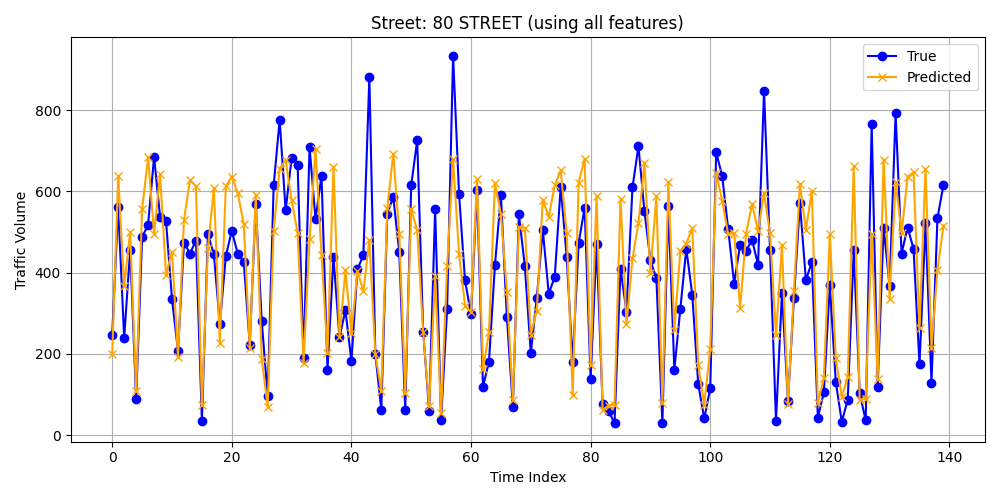 Street: 80 STREET (using all features)
True
Predicted
Traffic Volume
800
600
400
200
0
0 20 40 60 80 100 120 140
Time Index